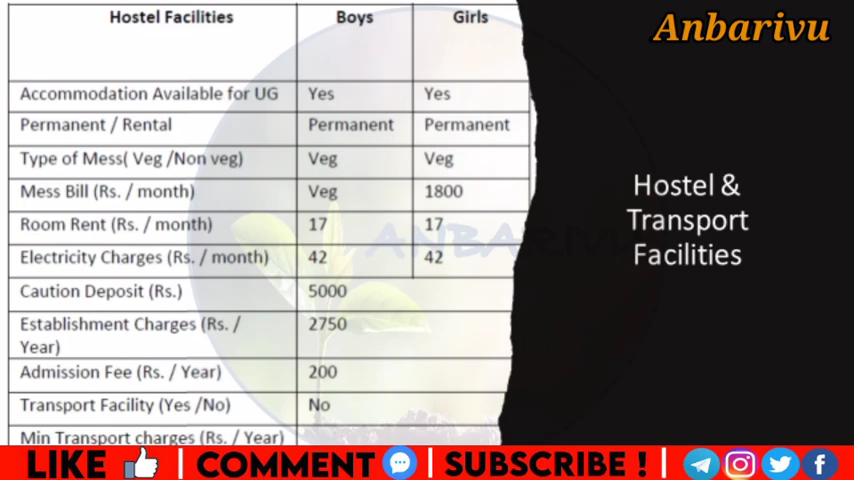 Anbarivu
Hostel Facilities Boys Girls
Accommodation Available for UG Yes Yes
Permanent / Rental Permanent Permanent
Type of Mess( Veg /Non veg) Veg Veg
Mess Bill (Rs. / month) Veg 1800
Room Rent (Rs. / month) 17 17
Electricity Charges (Rs. / month) 42 42
Caution Deposit (Rs.) 5000
Establishment Charges (Rs. / 2750
Year)
Admission Fee (Rs. / Year) 200
Transport Facility (Yes /No) No
Min Transport charges (Rs. / Year)
Hostel &
Transport
Facilities
ANBARIVU
LIKE | COMMENT | SUBSCRIBE ! |